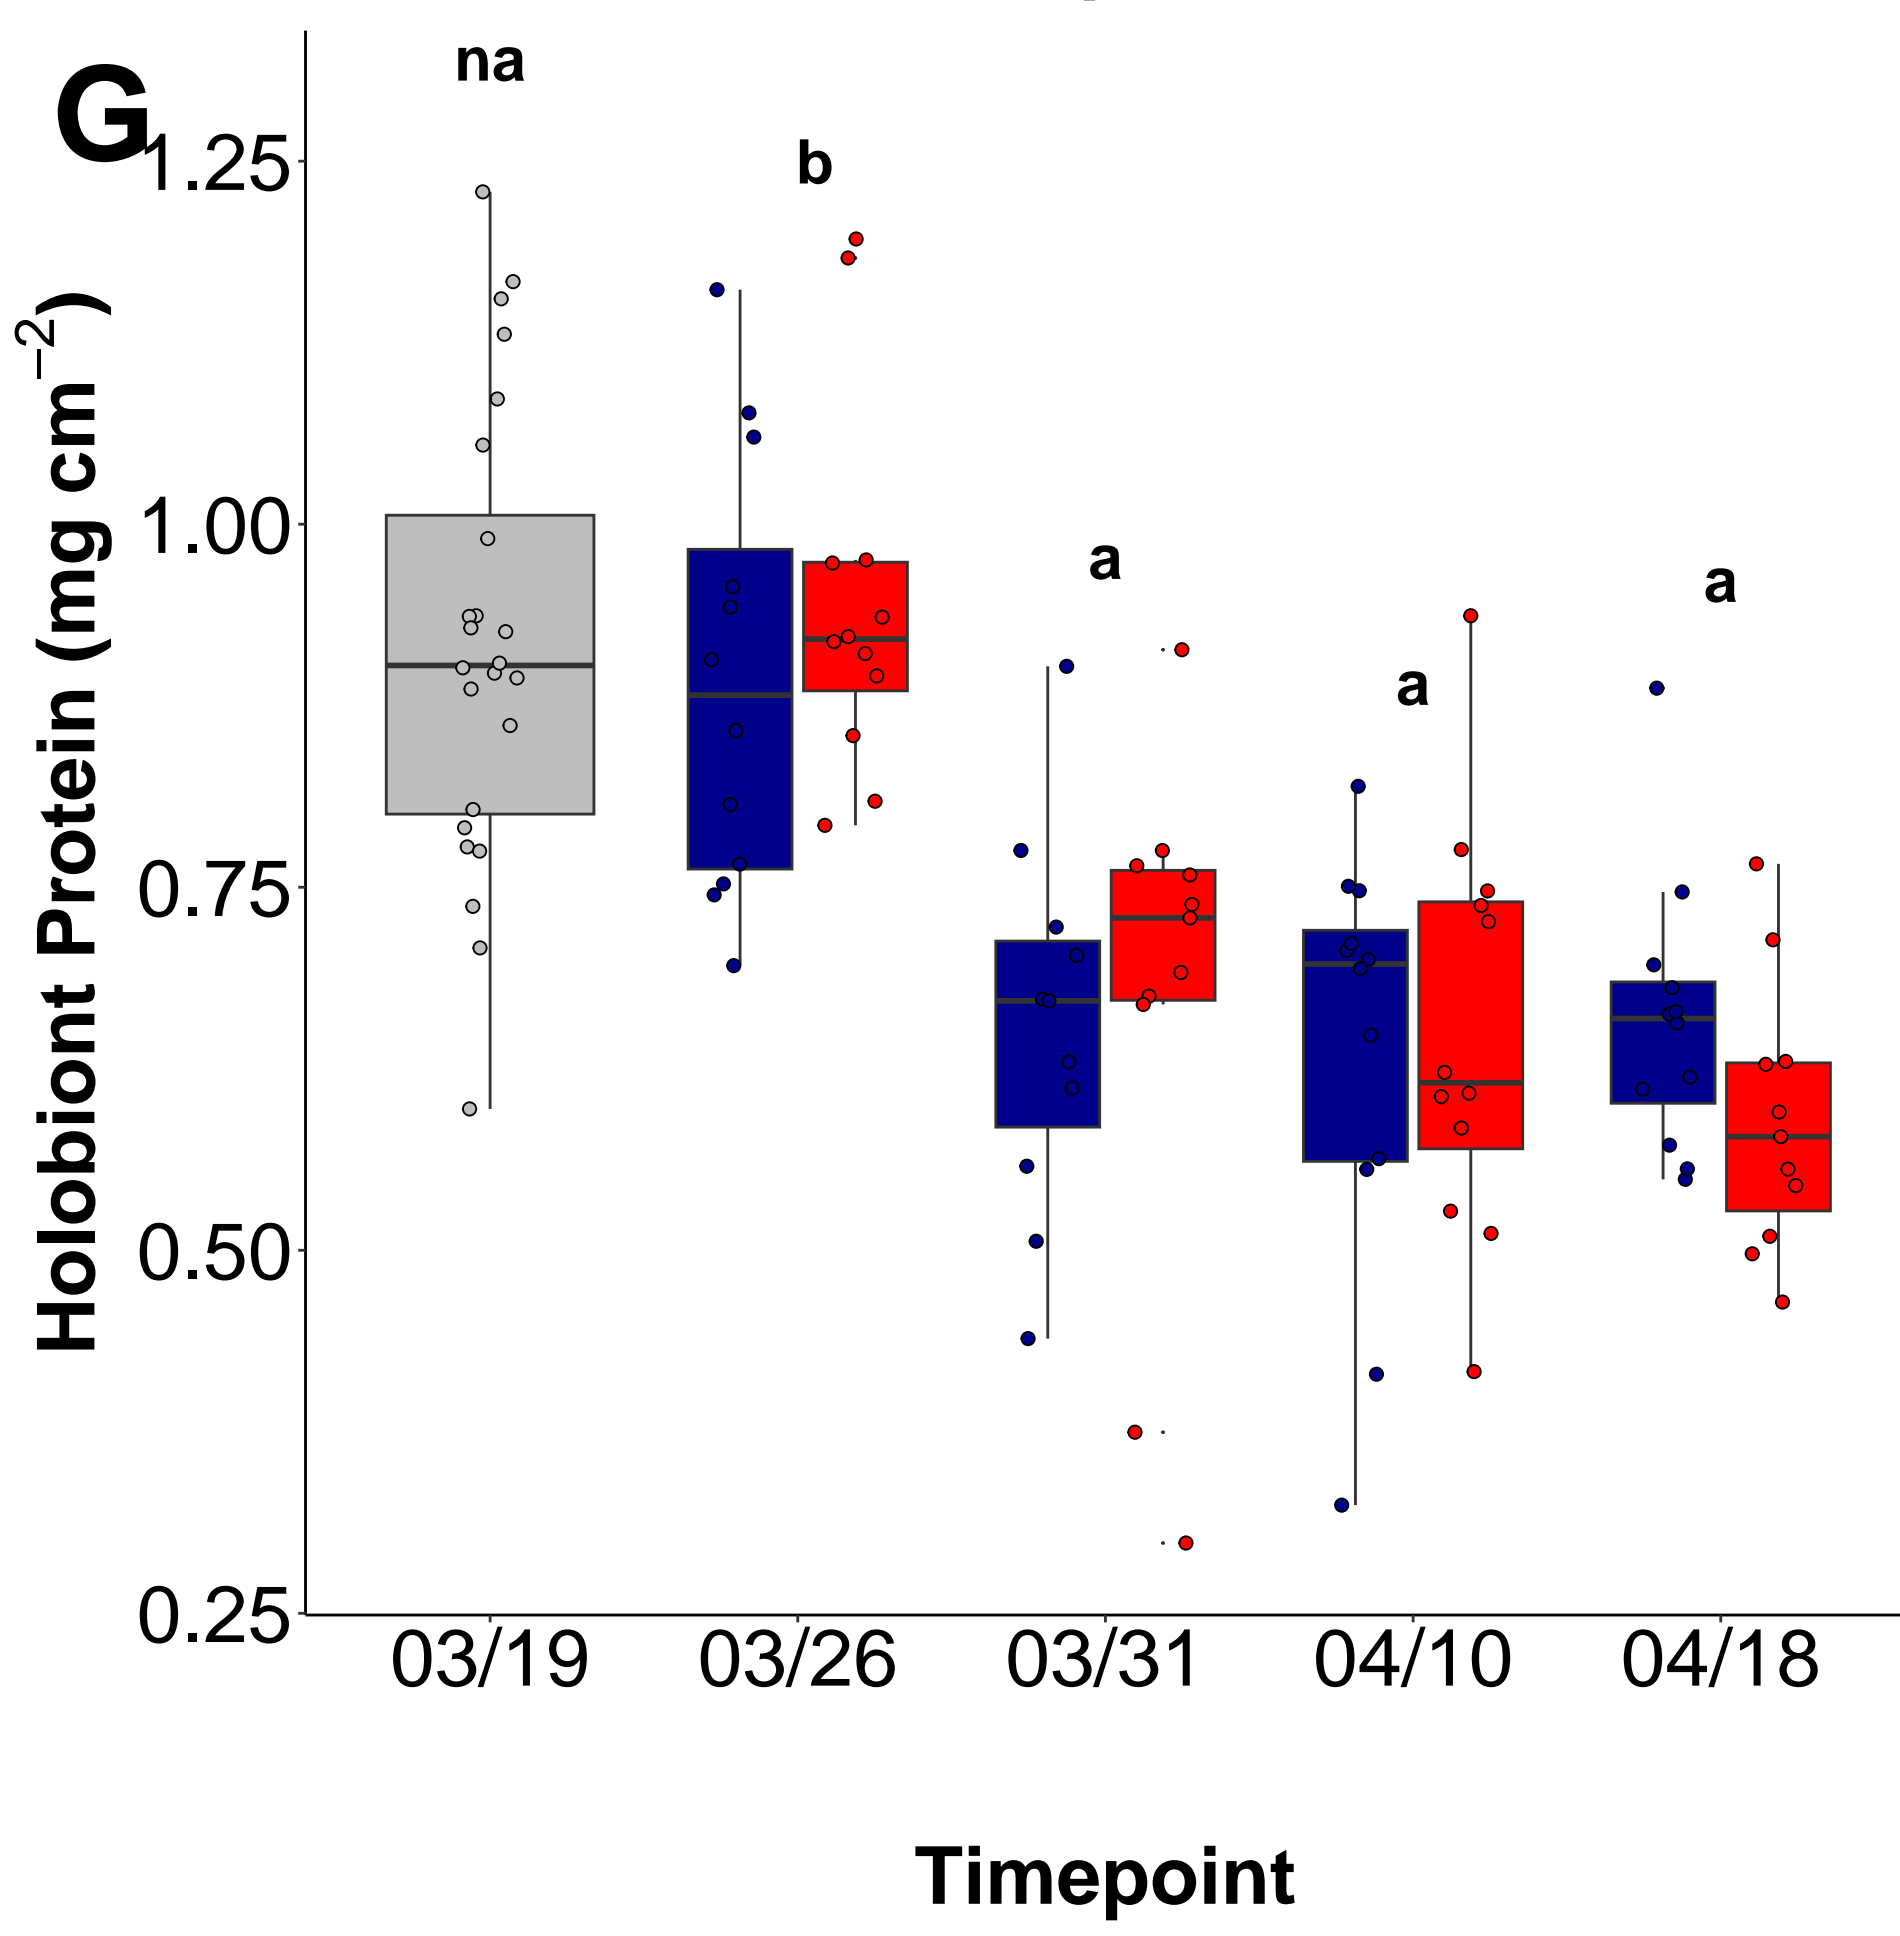 G
na
b
a
a
a
Holobiont Protein (mg cm⁻²)
1.25
1.00
0.75
0.50
0.25
03/19 03/26 03/31 04/10 04/18
Timepoint